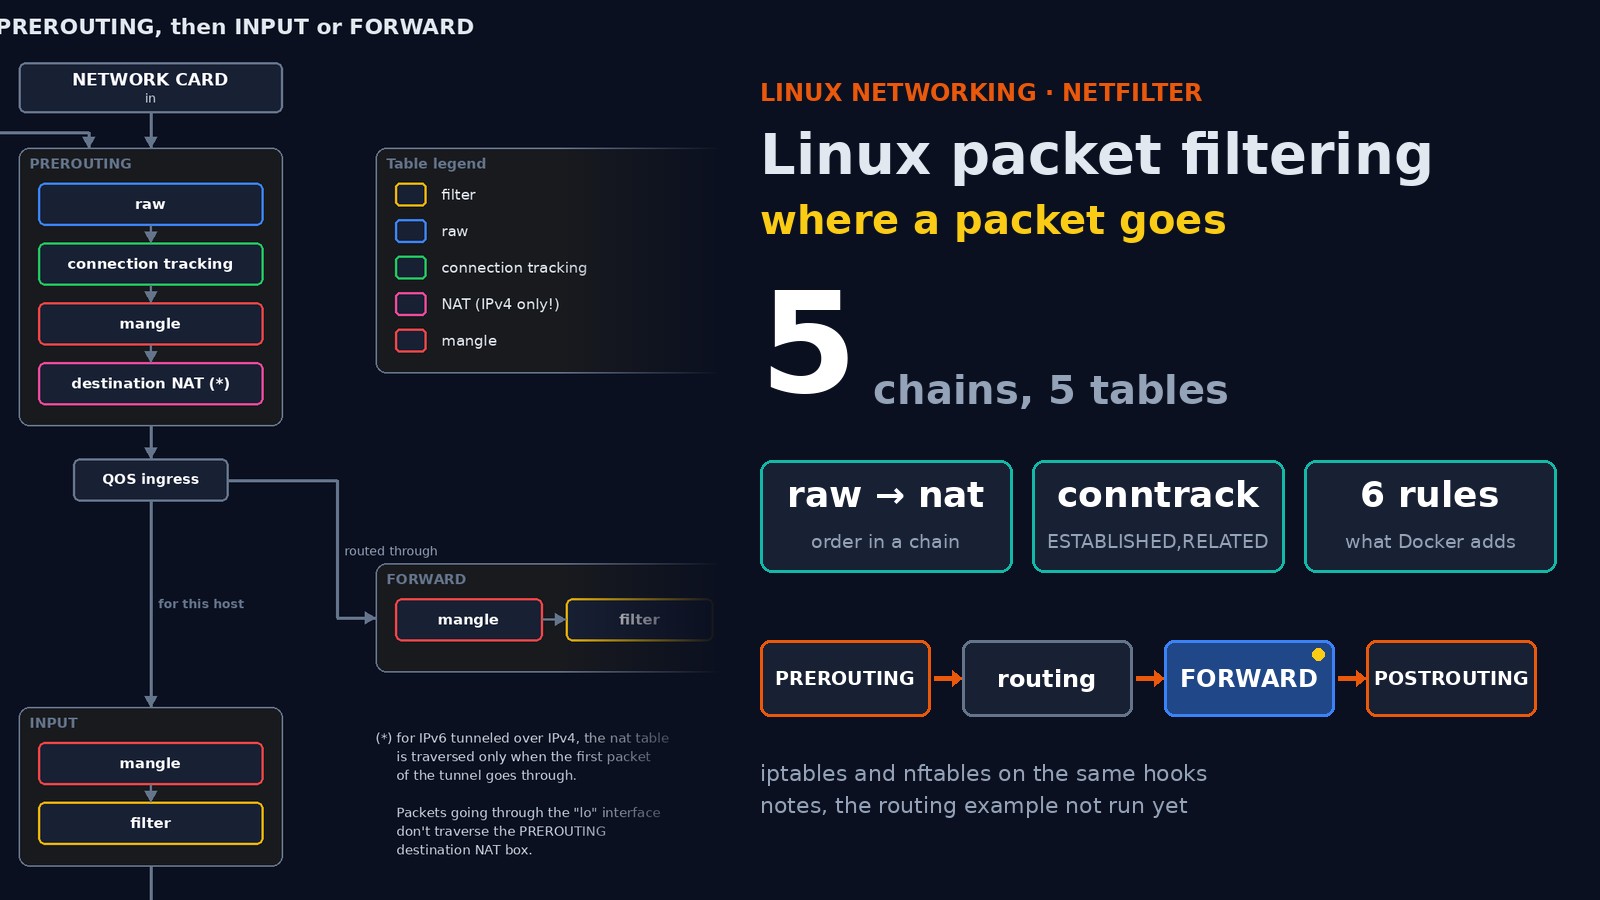 PREROUTING, then INPUT or FORWARD
NETWORK CARD
in
PREROUTING
raw
connection tracking
mangle
destination NAT (*)
QOS ingress
for this host
INPUT
mangle
filter
Table legend
filter
raw
connection tracking
NAT (IPv4 only!)
mangle
routed through
FORWARD
mangle
filter
(*) for IPv6 tunneled over IPv4, the nat table
is traversed only when the first packet
of the tunnel goes through.
Packets going through the "lo" interface
don't traverse the PREROUTING
destination NAT box.
LINUX NETWORKING · NETFILTER
Linux packet filtering
where a packet goes
5 chains, 5 tables
raw → nat
order in a chain
conntrack
ESTABLISHED,RELATED
6 rules
what Docker adds
PREROUTING
routing
FORWARD
POSTROUTING
iptables and nftables on the same hooks
notes, the routing example not run yet